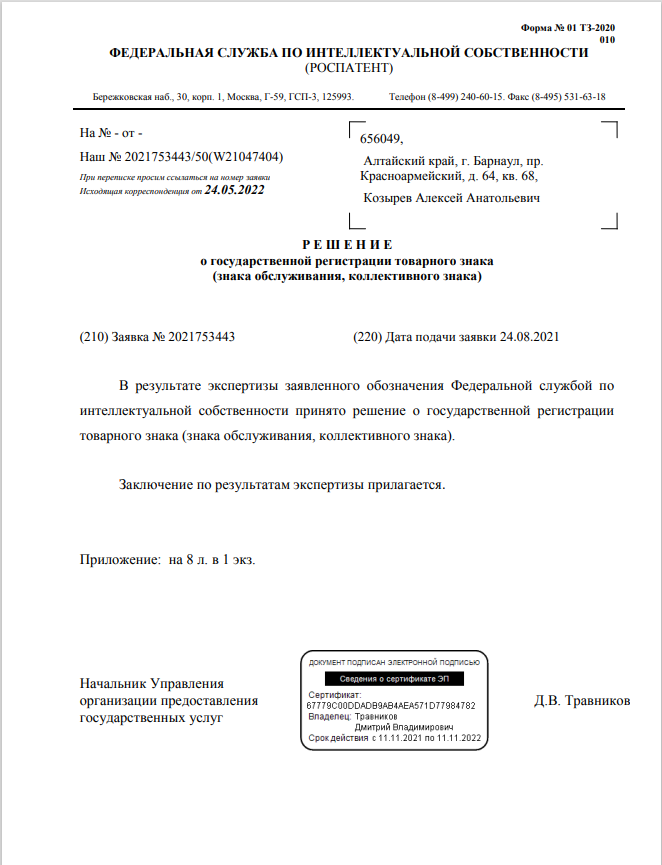 Форма № 01 ТЗ-2020
010
ФЕДЕРАЛЬНАЯ СЛУЖБА ПО ИНТЕЛЛЕКТУАЛЬНОЙ СОБСТВЕННОСТИ
(РОСПАТЕНТ)
Бережковская наб., 30, корп. 1, Москва, Г-59, ГСП-3, 125993. Телефон (8-499) 240-60-15. Факс (8-495) 531-63-18
На № - от -
Наш № 2021753443/50(W21047404)
При переписке просим ссылаться на номер заявки
Исходящая корреспонденция от 24.05.2022
656049,
Алтайский край, г. Барнаул, пр.
Красноармейский, д. 64, кв. 68,
Козырев Алексей Анатольевич
Р Е Ш Е Н И Е
о государственной регистрации товарного знака
(знака обслуживания, коллективного знака)
(210) Заявка № 2021753443 (220) Дата подачи заявки 24.08.2021
В результате экспертизы заявленного обозначения Федеральной службой по
интеллектуальной собственности принято решение о государственной регистрации
товарного знака (знака обслуживания, коллективного знака).
Заключение по результатам экспертизы прилагается.
Приложение: на 8 л. в 1 экз.
Начальник Управления
организации предоставления
государственных услуг
ДОКУМЕНТ ПОДПИСАН ЭЛЕКТРОННОЙ ПОДПИСЬЮ
Сведения о сертификате ЭП
Сертификат:
67779C00DDADB9AB4AEA571D77984782
Владелец: Травников
Дмитрий Владимирович
Срок действия с 11.11.2021 по 11.11.2022
Д.В. Травников